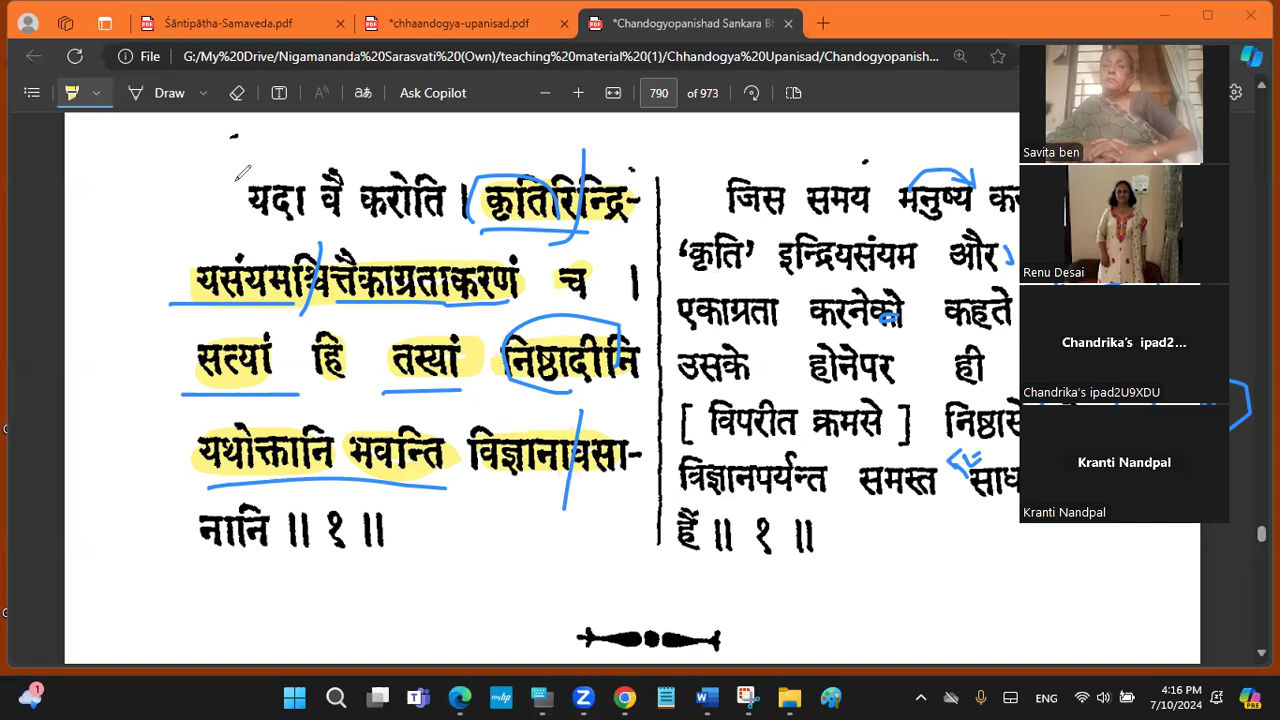 Śāntipātha-Samaveda.pdf
*chhaandogya-upanisad.pdf
*Chandogyopanishad Sankara Bh
File
G:/My%20Drive/Nigamananda%20Sarasvati%20(Own)/teaching%20material%20(1)/Chhandogya%20Upanisad/Chandogyopanish...
Draw
Ask Copilot
790 of 973
यदा वै करोति । कृतिरिन्द्रि-
यसंयमश्चित्तैकाग्रताकरणं च ।
सत्यां हि तस्यां निष्ठादीनि
यथोक्तानि भवन्ति विज्ञानावसा-
नानि ॥ १ ॥
जिस समय मनुष्य क
‘कृति’ इन्द्रियसंयम और
एकाग्रता करनेको कहते
उसके होनेपर ही
[ विपरीत क्रमसे ] निष्ठासे
विज्ञानपर्यन्त समस्त साध
हैं ॥ १ ॥
Savita ben
Renu Desai
Chandrika's ipad2...
Chandrika's ipad2U9XDU
Kranti Nandpal
Kranti Nandpal
1
ENG
4:16 PM
7/10/2024